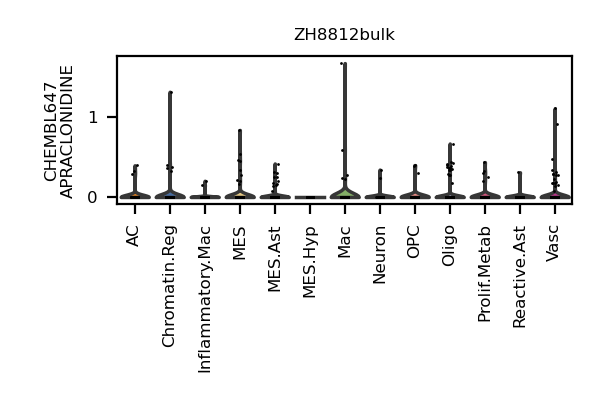 ZH8812bulk
CHEMBL647
APRACLONIDINE
1
0
AC
Chromatin.Reg
Inflammatory.Mac
MES
MES.Ast
MES.Hyp
Mac
Neuron
OPC
Oligo
Prolif.Metab
Reactive.Ast
Vasc